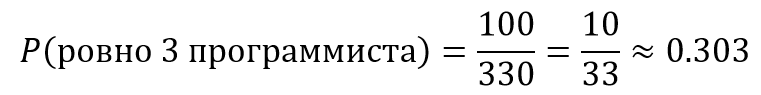 P(ровно 3 программиста) = 100/330 = 10/33 ≈ 0.303